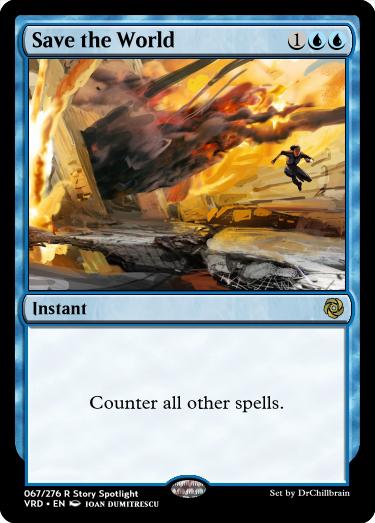 Save the World 1
Instant
Counter all other spells.
067/276 R Story Spotlight
VRD • EN IOAN DUMITRESCU
Set by DrChillbrain